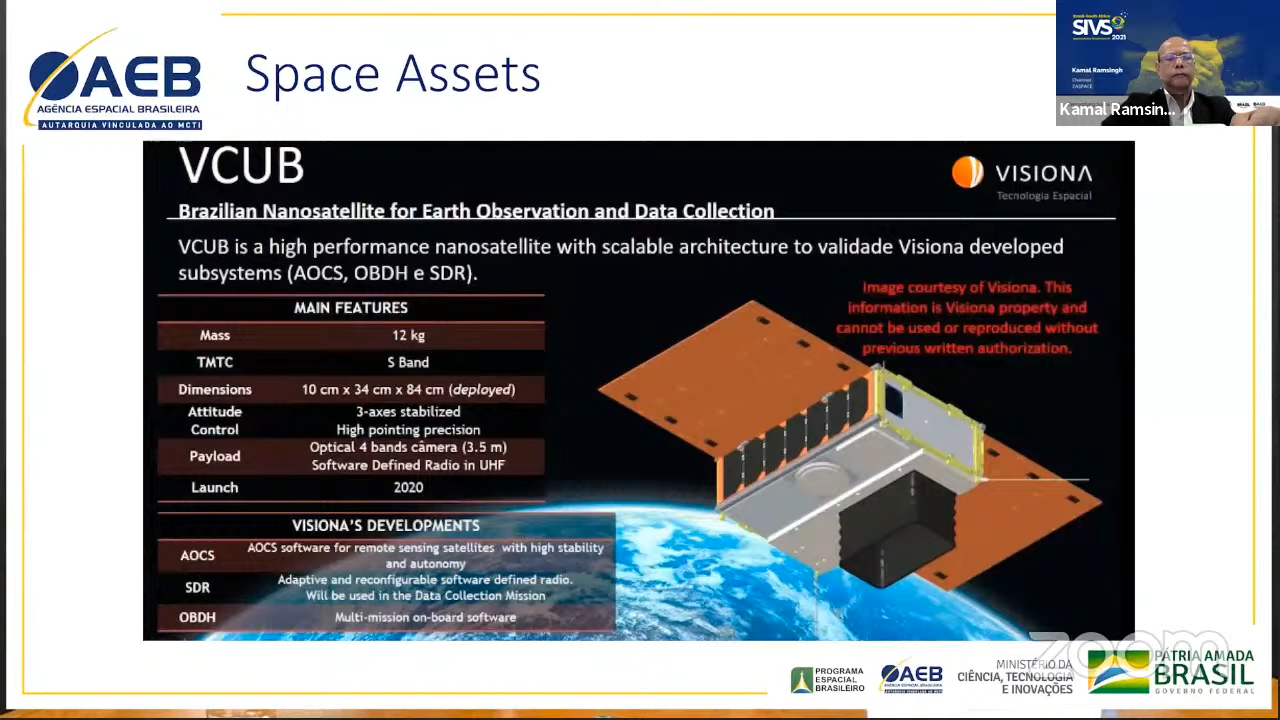 AEB
AGÊNCIA ESPACIAL BRASILEIRA
AUTARQUIA VINCULADA AO MCTI
Space Assets
SIVS
2021
Kamal Ramsingh
ZASPACE
Kamal Ramsin...
VCUB
VISIONA
Tecnologia Espacial
Brazilian Nanosatellite for Earth Observation and Data Collection
VCUB is a high performance nanosatellite with scalable architecture to validade Visiona developed
subsystems (AOCS, OBDH e SDR).
Image courtesy of Visiona. This
information is Visiona property and
cannot be used or reproduced without
previous written authorization.
MAIN FEATURES
Mass 12 kg
TMTC S Band
Dimensions 10 cm x 34 cm x 84 cm (deployed)
Attitude 3-axes stabilized
Control High pointing precision
Payload Optical 4 bands câmera (3.5 m)
Software Defined Radio in UHF
Launch 2020
VISIONA'S DEVELOPMENTS
AOCS AOCS software for remote sensing satellites with high stability
and autonomy
SDR Adaptive and reconfigurable software defined radio.
Will be used in the Data Collection Mission
OBDH Multi-mission on-board software
PROGRAMA
ESPACIAL
BRASILEIRO
AEB
MINISTÉRIO DA
CIÊNCIA, TECNOLOGIA
E INOVAÇÕES
zoom
PÁTRIA AMADA
BRASIL
GOVERNO FEDERAL